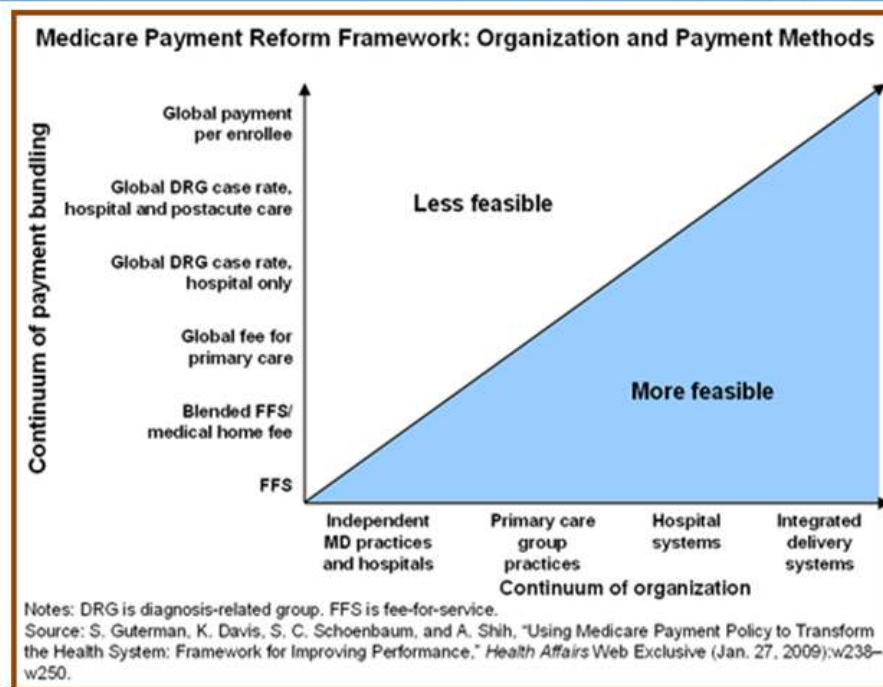 Medicare Payment Reform Framework: Organization and Payment Methods
Continuum of payment bundling
Global payment
per enrollee
Global DRG case rate,
hospital and postacute care
Global DRG case rate,
hospital only
Global fee for
primary care
Blended FFS/
medical home fee
FFS
Less feasible
More feasible
Independent
MD practices
and hospitals
Primary care
group
practices
Hospital
systems
Integrated
delivery
systems
Continuum of organization
Notes: DRG is diagnosis-related group. FFS is fee-for-service.
Source: S. Guterman, K. Davis, S. C. Schoenbaum, and A. Shih, "Using Medicare Payment Policy to Transform
the Health System: Framework for Improving Performance," Health Affairs Web Exclusive (Jan. 27, 2009):w238–
w250.